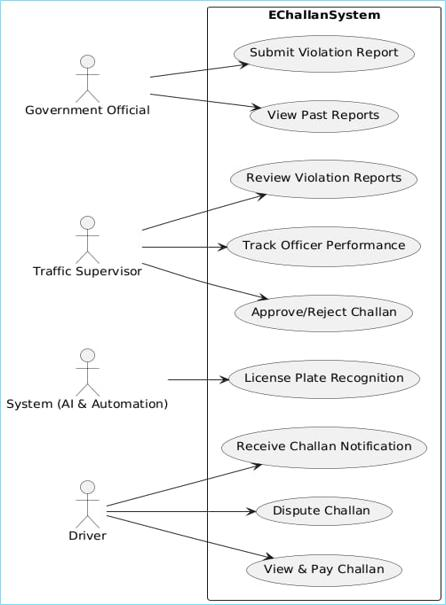 EChallanSystem
Submit Violation Report
Government Official
View Past Reports
Review Violation Reports
Track Officer Performance
Traffic Supervisor
Approve/Reject Challan
License Plate Recognition
System (AI & Automation)
Receive Challan Notification
Dispute Challan
Driver
View & Pay Challan